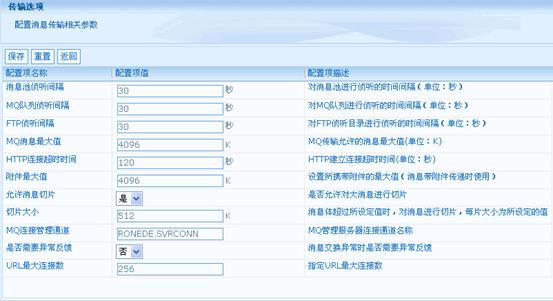 传输选项
配置消息传输相关参数
保存 重置 返回
配置项名称 配置项值 配置项描述
消息池侦听间隔 30 秒 对消息池进行侦听的时间间隔(单位：秒)
MQ队列侦听间隔 30 秒 对MQ队列进行侦听的时间间隔(单位：秒)
FTP侦听间隔 30 秒 对FTP侦听目录进行侦听的时间间隔(单位：秒)
MQ消息最大值 4096 K MQ传输允许的消息最大值(单位：K)
HTTP连接超时时间 120 秒 HTTP建立连接超时时间(单位：秒)
附件最大值 4096 K 设置所携带附件的最大值(消息带附件传递时使用)
允许消息切片 是 是否允许对大消息进行切片
切片大小 512 K 消息体超过所设定值时，对消息进行切片，每片大小为所设定的值
MQ连接管理通道 RONEDE.SVRCONN MQ管理服务器连接通道名称
是否需要异常反馈 否 消息交换异常时是否需要异常反馈
URL最大连接数 256 指定URL最大连接数